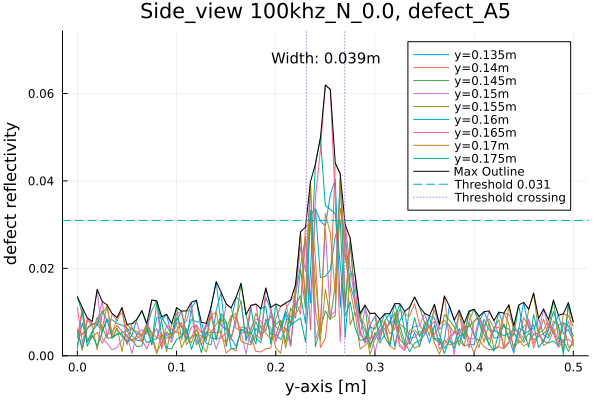 Side_view 100khz_N_0.0, defect_A5
Width: 0.039m
y=0.135m
y=0.14m
y=0.145m
y=0.15m
y=0.155m
y=0.16m
y=0.165m
y=0.17m
y=0.175m
Max Outline
Threshold 0.031
Threshold crossing
defect reflectivity
0.06
0.04
0.02
0.00
0.0 0.1 0.2 0.3 0.4 0.5
y-axis [m]